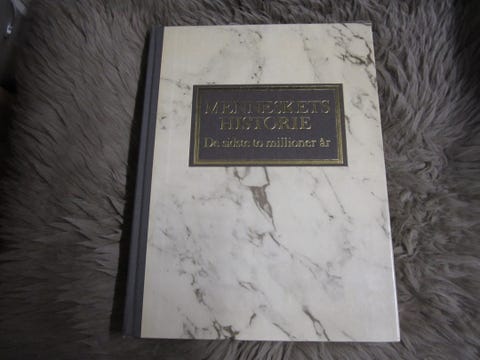 MENNESKETS
HISTORIE
De sidste to millioner år